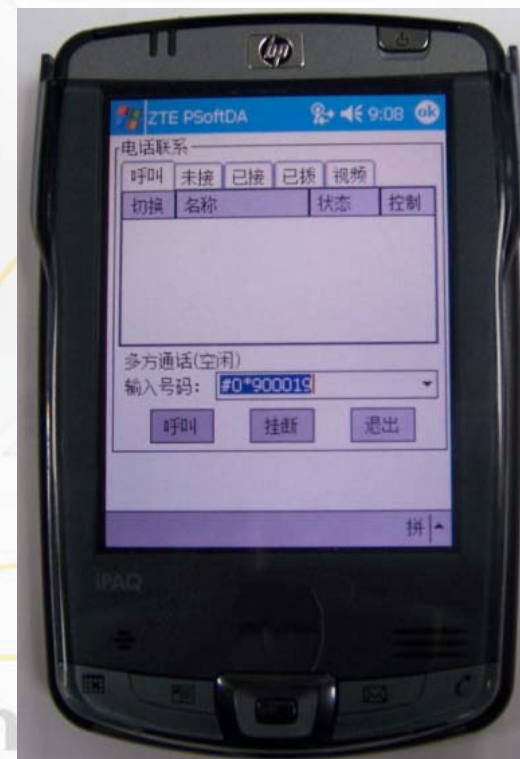 hp
ZTE PSoftDA 9:08 ok
电话联系
呼叫 未接 已接 已拨 视频
切换 名称 状态 控制
多方通话(空闲)
输入号码: #0*900019
呼叫 挂断 退出
拼
iPAQ